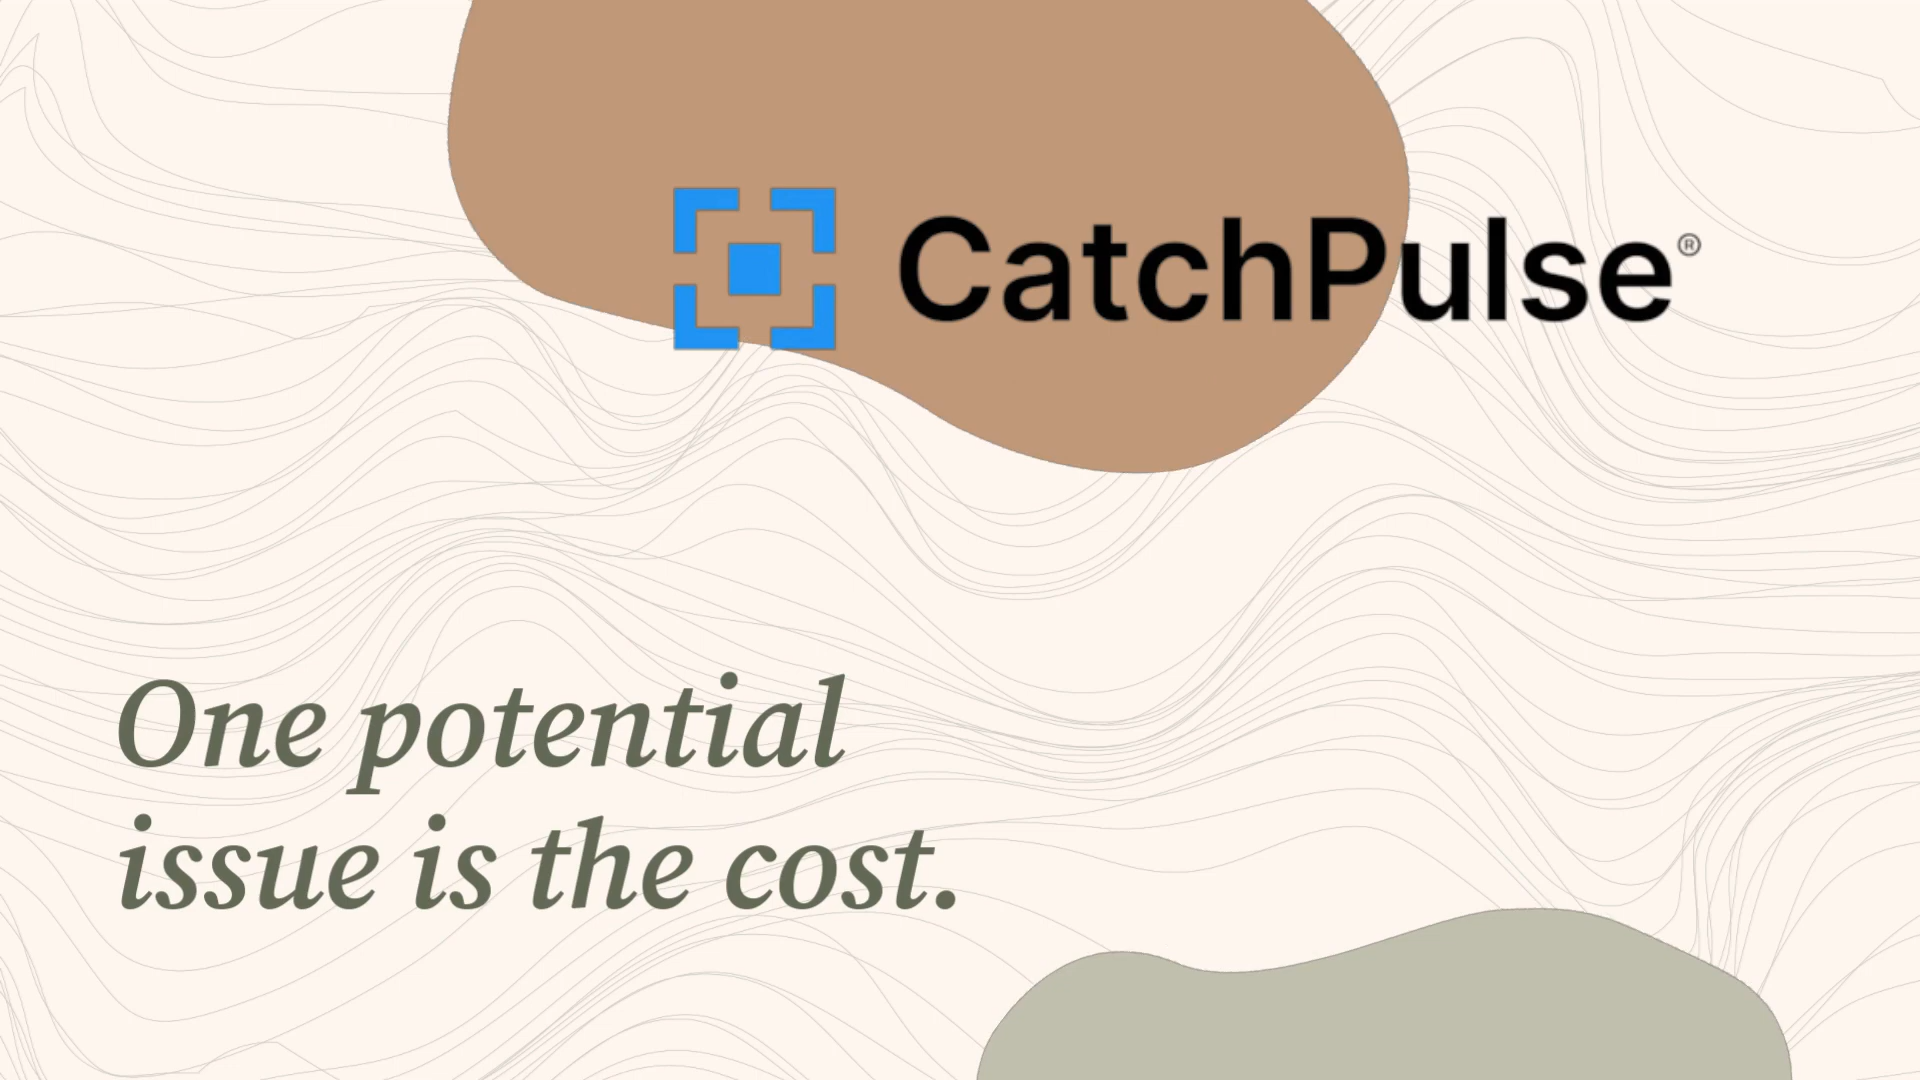 CatchPulse®
One potential
issue is the cost.